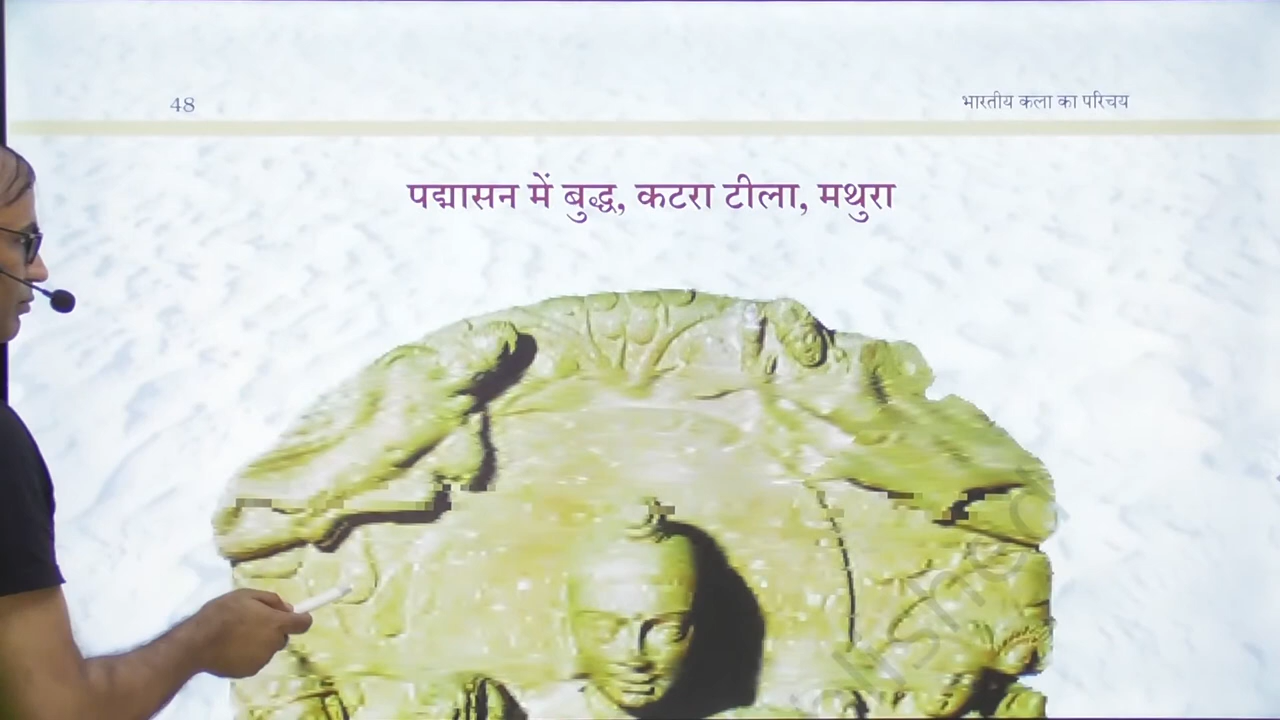 48
भारतीय कला का परिचय
पद्मासन में बुद्ध, कटरा टीला, मथुरा